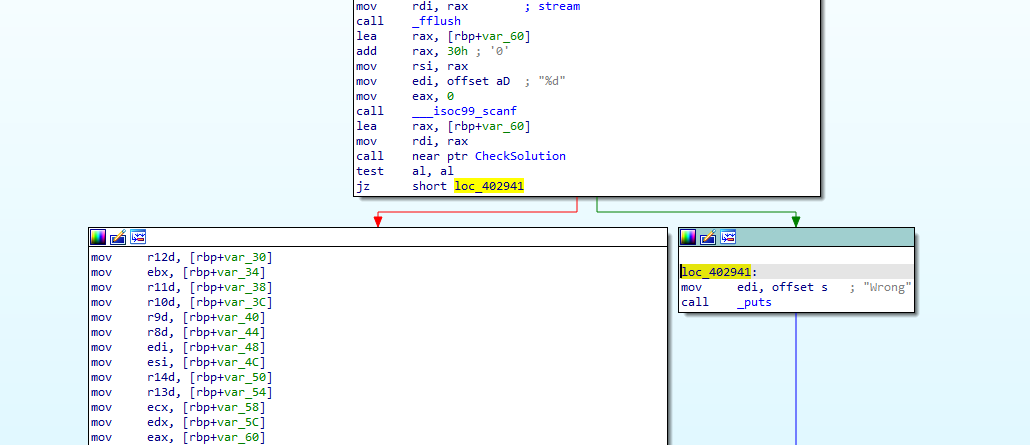 mov rdi, rax ; stream
call _fflush
lea rax, [rbp+var_60]
add rax, 30h ; '0'
mov rsi, rax
mov edi, offset aD ; "%d"
mov eax, 0
call ___isoc99_scanf
lea rax, [rbp+var_60]
mov rdi, rax
call near ptr CheckSolution
test al, al
jz short loc_402941
mov r12d, [rbp+var_30]
mov ebx, [rbp+var_34]
mov r11d, [rbp+var_38]
mov r10d, [rbp+var_3C]
mov r9d, [rbp+var_40]
mov r8d, [rbp+var_44]
mov edi, [rbp+var_48]
mov esi, [rbp+var_4C]
mov r14d, [rbp+var_50]
mov r13d, [rbp+var_54]
mov ecx, [rbp+var_58]
mov edx, [rbp+var_5C]
mov eax, [rbp+var_60]
loc_402941:
mov edi, offset s ; "Wrong"
call _puts